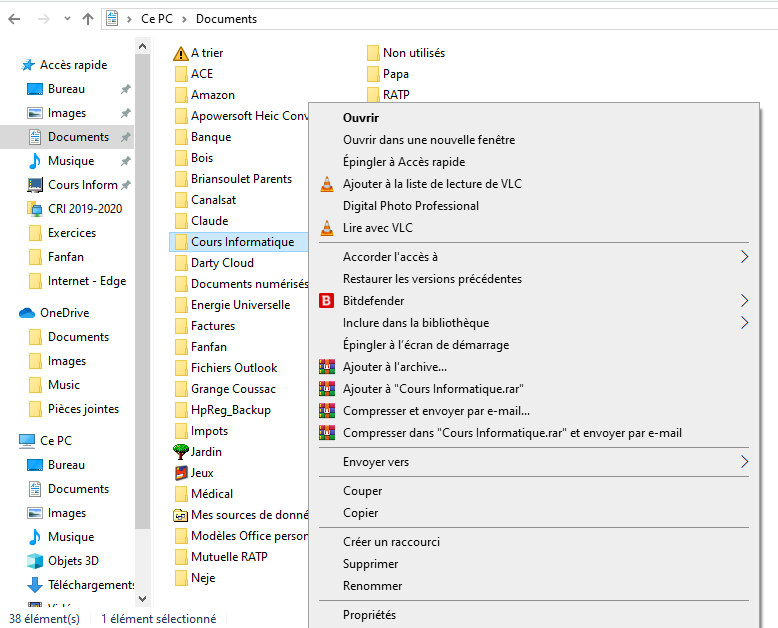 Ce PC > Documents
Accès rapide
Bureau
Images
Documents
Musique
Cours Inform
CRI 2019-2020
Exercices
Fanfan
Internet - Edge
OneDrive
Documents
Images
Music
Pièces jointes
Ce PC
Bureau
Documents
Images
Musique
Objets 3D
Téléchargements
A trier
ACE
Amazon
Apowersoft Heic Conv
Banque
Bois
Briansoulet Parents
Canalsat
Claude
Cours Informatique
Darty Cloud
Documents numérisés
Energie Universelle
Factures
Fanfan
Fichiers Outlook
Grange Coussac
HpReg_Backup
Impots
Jardin
Jeux
Médical
Mes sources de donné
Modèles Office person
Mutuelle RATP
Neje
Non utilisés
Papa
RATP
Ouvrir
Ouvrir dans une nouvelle fenêtre
Épingler à Accès rapide
Ajouter à la liste de lecture de VLC
Digital Photo Professional
Lire avec VLC
Accorder l'accès à
Restaurer les versions précédentes
B Bitdefender
Inclure dans la bibliothèque
Épingler à l'écran de démarrage
Ajouter à l'archive...
Ajouter à "Cours Informatique.rar"
Compresser et envoyer par e-mail...
Compresser dans "Cours Informatique.rar" et envoyer par e-mail
Envoyer vers
Couper
Copier
Créer un raccourci
Supprimer
Renommer
Propriétés
38 élément(s) 1 élément sélectionné